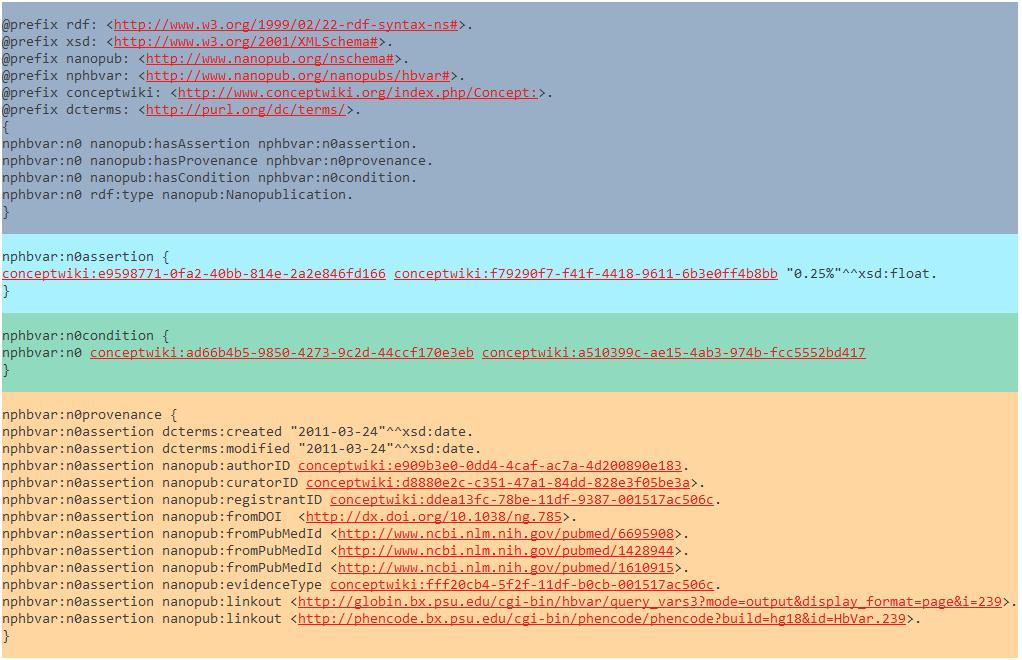 @prefix rdf: <http://www.w3.org/1999/02/22-rdf-syntax-ns#>.
@prefix xsd: <http://www.w3.org/2001/XMLSchema#>.
@prefix nanopub: <http://www.nanopub.org/nschema#>.
@prefix nphbvar: <http://www.nanopub.org/nanopubs/hbvar#>.
@prefix conceptwiki: <http://www.conceptwiki.org/index.php/Concept:>.
@prefix dcterms: <http://purl.org/dc/terms/>.
{
nphbvar:n0 nanopub:hasAssertion nphbvar:n0assertion.
nphbvar:n0 nanopub:hasProvenance nphbvar:n0provenance.
nphbvar:n0 nanopub:hasCondition nphbvar:n0condition.
nphbvar:n0 rdf:type nanopub:Nanopublication.
}
nphbvar:n0assertion {
conceptwiki:e9598771-0fa2-40bb-814e-2a2e846fd166 conceptwiki:f79290f7-f41f-4418-9611-6b3e0ff4b8bb "0.25%"^^xsd:float.
}
nphbvar:n0condition {
nphbvar:n0 conceptwiki:ad66b4b5-9850-4273-9c2d-44ccf170e3eb conceptwiki:a510399c-ae15-4ab3-974b-fcc5552bd417
}
nphbvar:n0provenance {
nphbvar:n0assertion dcterms:created "2011-03-24"^^xsd:date.
nphbvar:n0assertion dcterms:modified "2011-03-24"^^xsd:date.
nphbvar:n0assertion nanopub:authorID conceptwiki:e909b3e0-0dd4-4caf-ac7a-4d200890e183.
nphbvar:n0assertion nanopub:curatorID conceptwiki:d8880e2c-c351-47a1-84dd-828e3f05be3a>.
nphbvar:n0assertion nanopub:registrantID conceptwiki:ddea13fc-78be-11df-9387-001517ac506c.
nphbvar:n0assertion nanopub:fromDOI <http://dx.doi.org/10.1038/ng.785>.
nphbvar:n0assertion nanopub:fromPubMedId <http://www.ncbi.nlm.nih.gov/pubmed/6695908>.
nphbvar:n0assertion nanopub:fromPubMedId <http://www.ncbi.nlm.nih.gov/pubmed/1428944>.
nphbvar:n0assertion nanopub:fromPubMedId <http://www.ncbi.nlm.nih.gov/pubmed/1610915>.
nphbvar:n0assertion nanopub:evidenceType conceptwiki:fff20cb4-5f2f-11df-b0cb-001517ac506c.
nphbvar:n0assertion nanopub:linkout <http://globin.bx.psu.edu/cgi-bin/hbvar/query_vars3?mode=output&display_format=page&i=239>.
nphbvar:n0assertion nanopub:linkout <http://phencode.bx.psu.edu/cgi-bin/phencode/phencode?build=hg18&id=HbVar.239>.
}